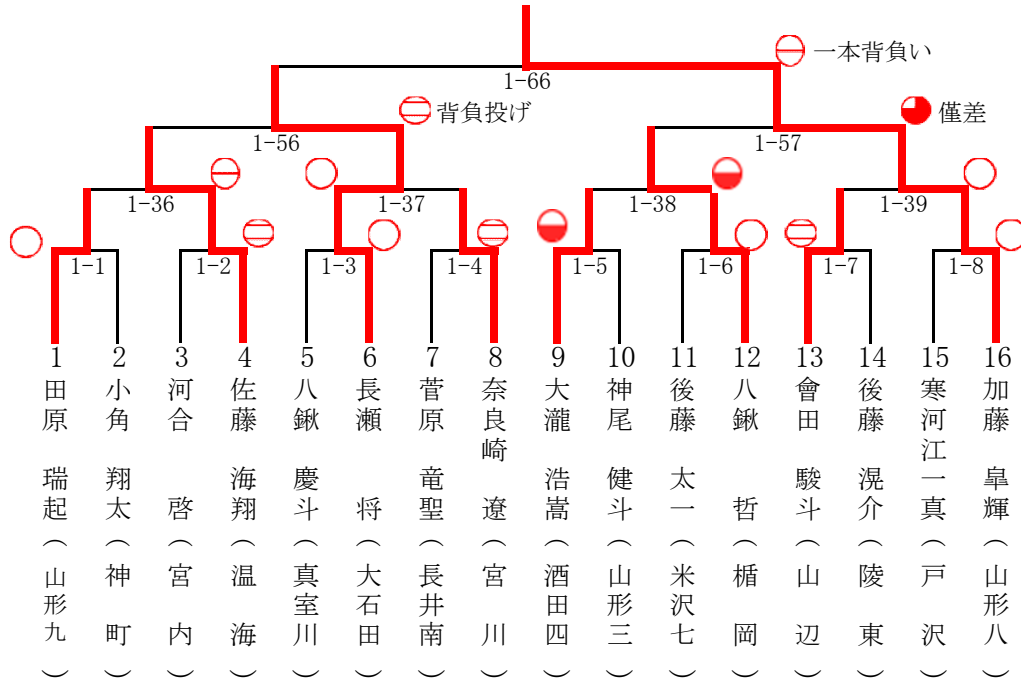 一本背負い
1-66
背負投げ
僅差
1-56
1-57
1-36
1-37
1-38
1-39
1-1
1-2
1-3
1-4
1-5
1-6
1-7
1-8
1
田原 瑞起(山形九)
2
小角 翔太(神町)
3
河合 啓(宮内)
4
佐藤 海翔(温海)
5
八鍬 慶斗(真室川)
6
長瀬 将(大石田)
7
菅原 竜聖(長井南)
8
奈良崎 遼(宮川)
9
大瀧 浩嵩(酒田四)
10
神尾 健斗(山形三)
11
後藤 太一(米沢七)
12
八鍬 哲(楯岡)
13
會田 駿斗(山辺)
14
後藤 滉介(陵東)
15
寒河江一真(戸沢)
16
加藤 皐輝(山形八)